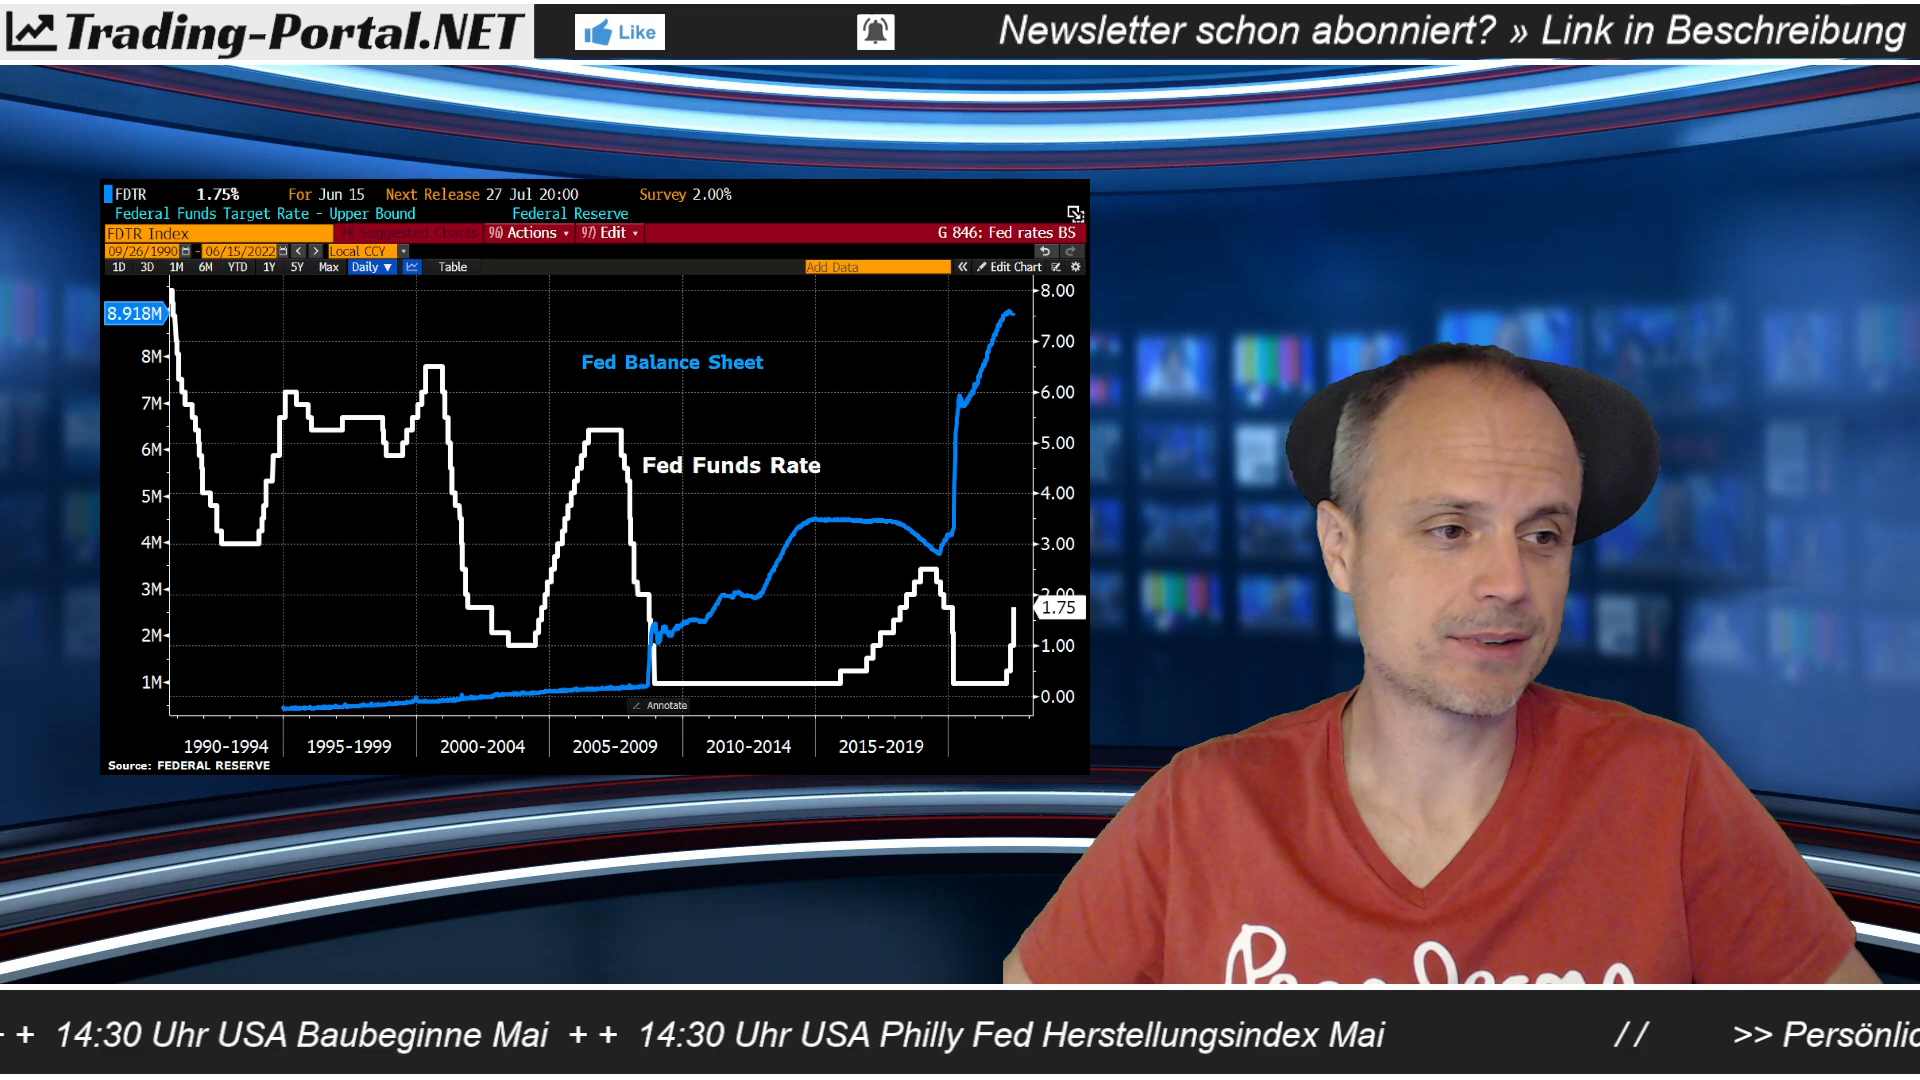 Trading-Portal.NET
Like
Newsletter schon abonniert? » Link in Beschreibung
FDTR 1.75% For Jun 15 Next Release 27 Jul 20:00 Survey 2.00%
Federal Funds Target Rate - Upper Bound Federal Reserve
FDTR Index 94) Suggested Charts 96) Actions 97) Edit G 846: Fed rates BS
09/26/1990 - 06/15/2022 Local CCY
1D 3D 1M 6M YTD 1Y 5Y Max Daily ▼ Table Add Data « Edit Chart
8.918M
8M
7M
6M
5M
4M
3M
2M
1M
Fed Balance Sheet
Fed Funds Rate
8.00
7.00
6.00
5.00
4.00
3.00
2.00
1.75
1.00
0.00
Annotate
1990-1994 1995-1999 2000-2004 2005-2009 2010-2014 2015-2019
Source: FEDERAL RESERVE
+ + 14:30 Uhr USA Baubeginne Mai + + 14:30 Uhr USA Philly Fed Herstellungsindex Mai // >> Persönlic